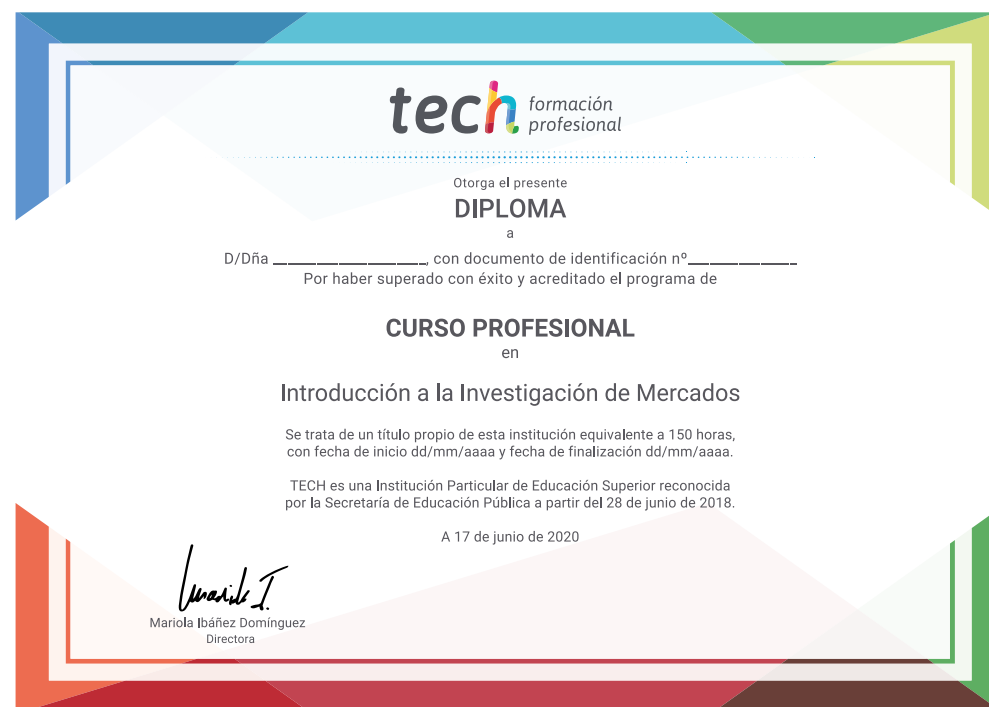 tech formación
profesional
Otorga el presente
DIPLOMA
a
D/Dña ____________________, con documento de identificación nº______________
Por haber superado con éxito y acreditado el programa de
CURSO PROFESIONAL
en
Introducción a la Investigación de Mercados
Se trata de un título propio de esta institución equivalente a 150 horas,
con fecha de inicio dd/mm/aaaa y fecha de finalización dd/mm/aaaa.
TECH es una Institución Particular de Educación Superior reconocida
por la Secretaría de Educación Pública a partir del 28 de junio de 2018.
A 17 de junio de 2020
Mariola Ibáñez Domínguez
Directora